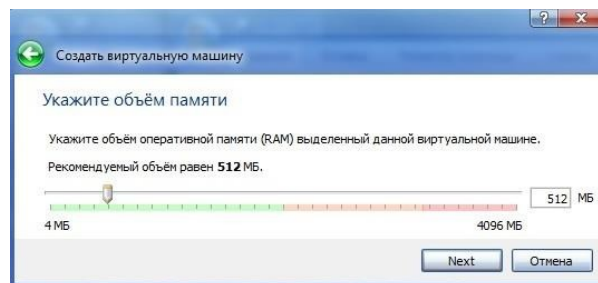 Создать виртуальную машину
Укажите объём памяти
Укажите объём оперативной памяти (RAM) выделенный данной виртуальной машине.
Рекомендуемый объём равен 512 МБ.
512 МБ
4 МБ 4096 МБ
Next Отмена